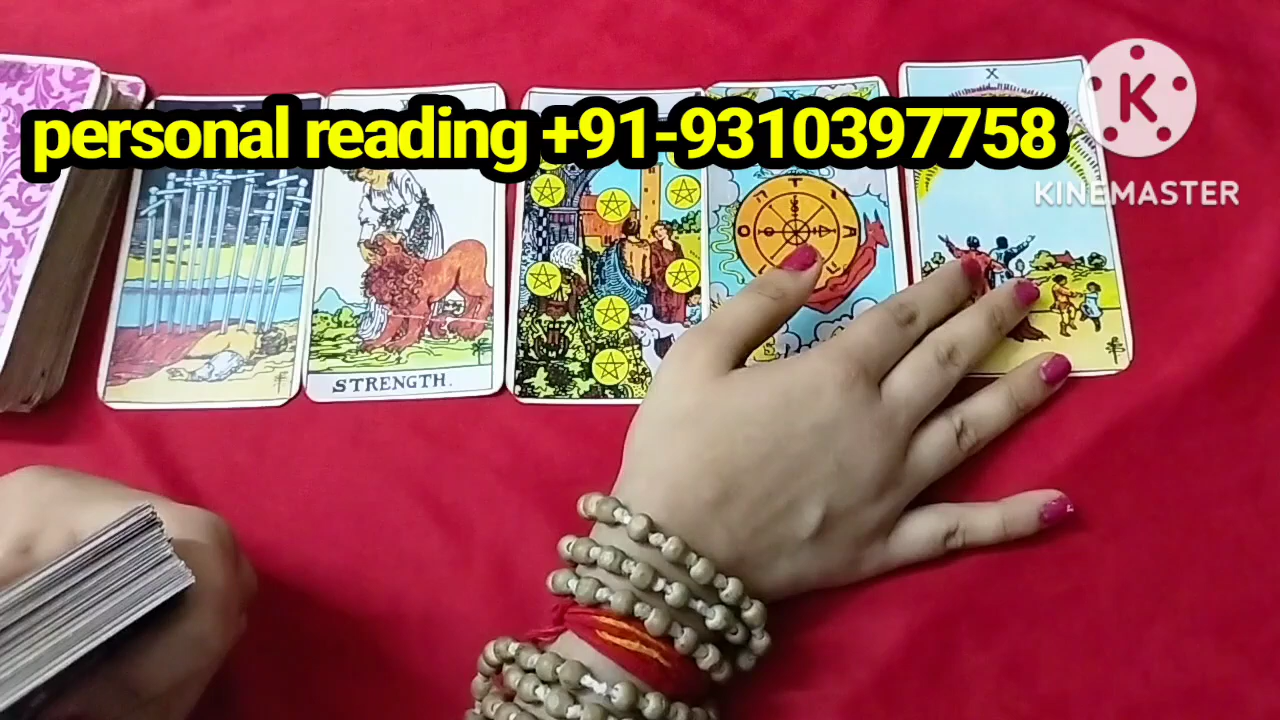 personal reading +91-9310397758
K
KINEMASTER
X
STRENGTH.